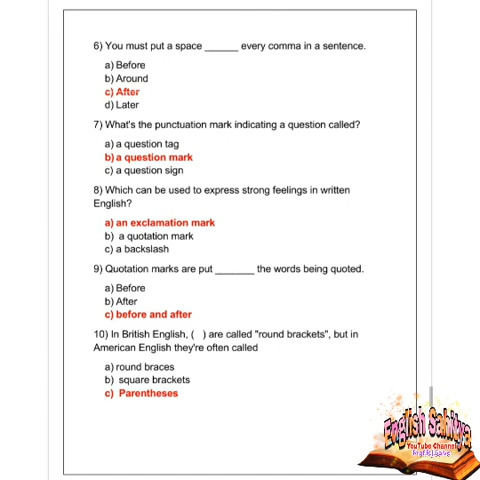 6) You must put a space ______ every comma in a sentence.
a) Before
b) Around
c) After
d) Later
7) What's the punctuation mark indicating a question called?
a) a question tag
b) a question mark
c) a question sign
8) Which can be used to express strong feelings in written
English?
a) an exclamation mark
b) a quotation mark
c) a backslash
9) Quotation marks are put _______ the words being quoted.
a) Before
b) After
c) before and after
10) In British English, ( ) are called "round brackets", but in
American English they're often called
a) round braces
b) square brackets
c) Parentheses
English Sahitya
YouTube Channel